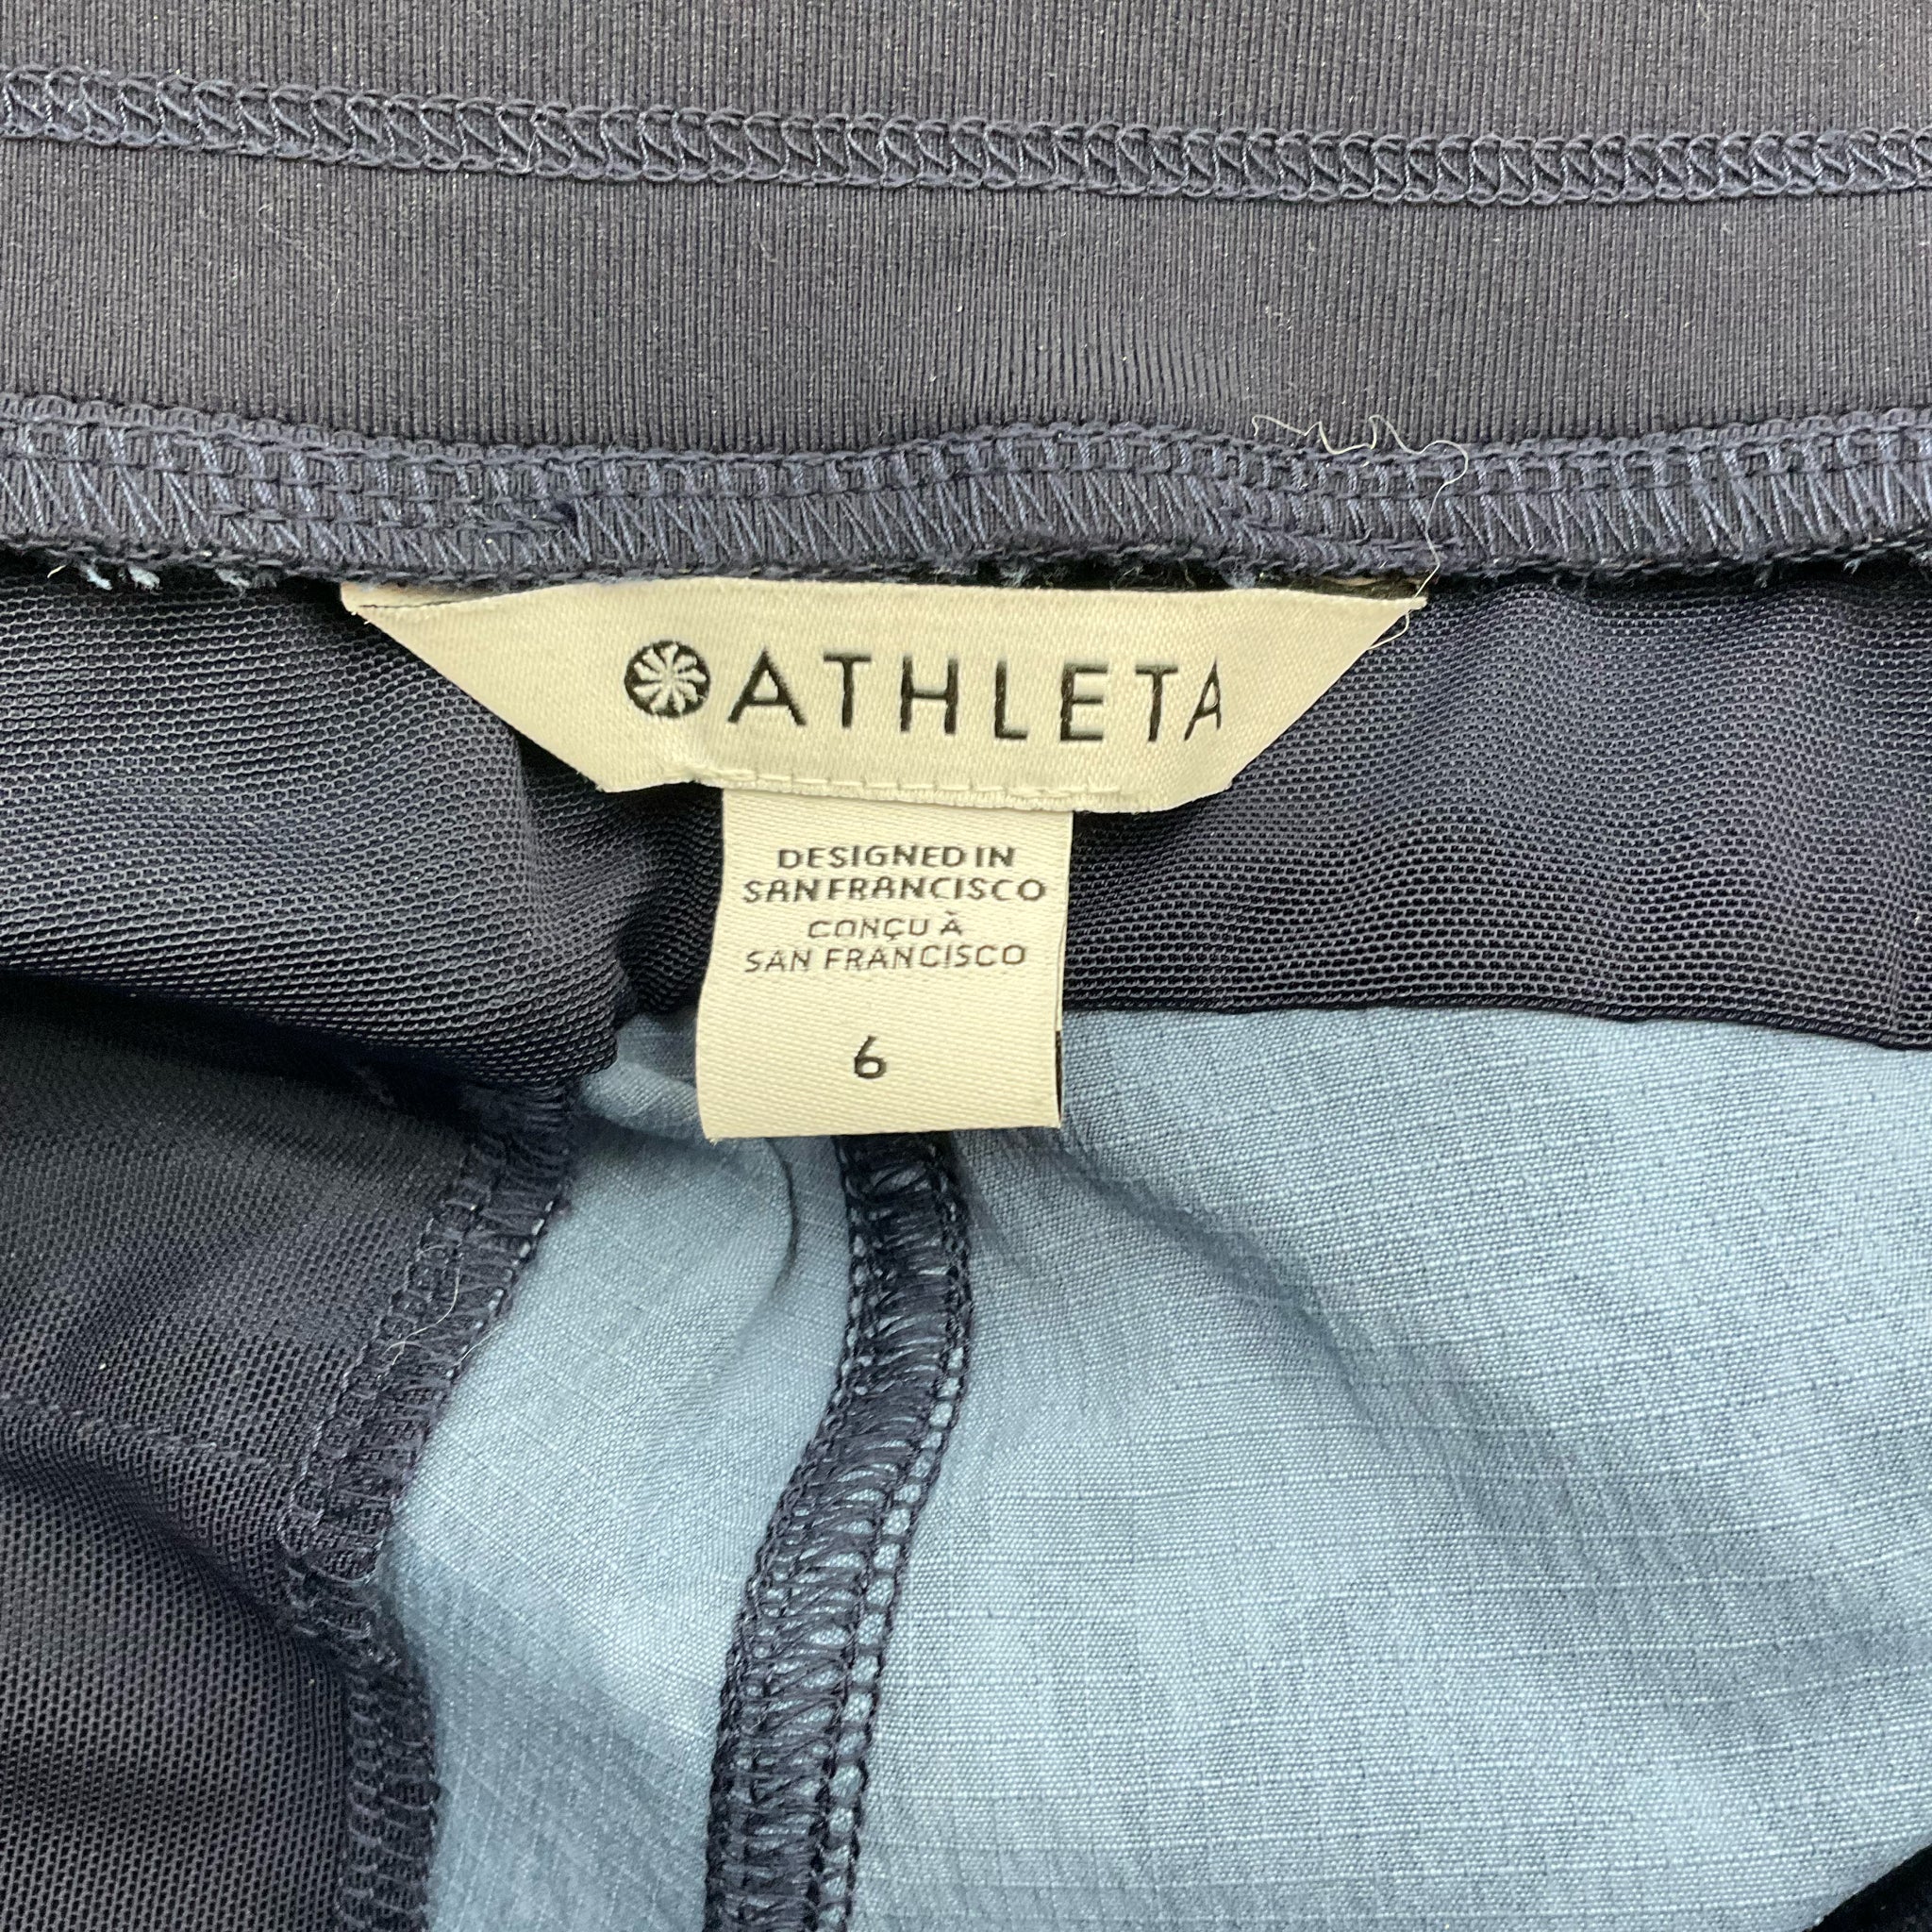 ATHLETA
DESIGNED IN
SAN FRANCISCO
CONÇU À
SAN FRANCISCO
6